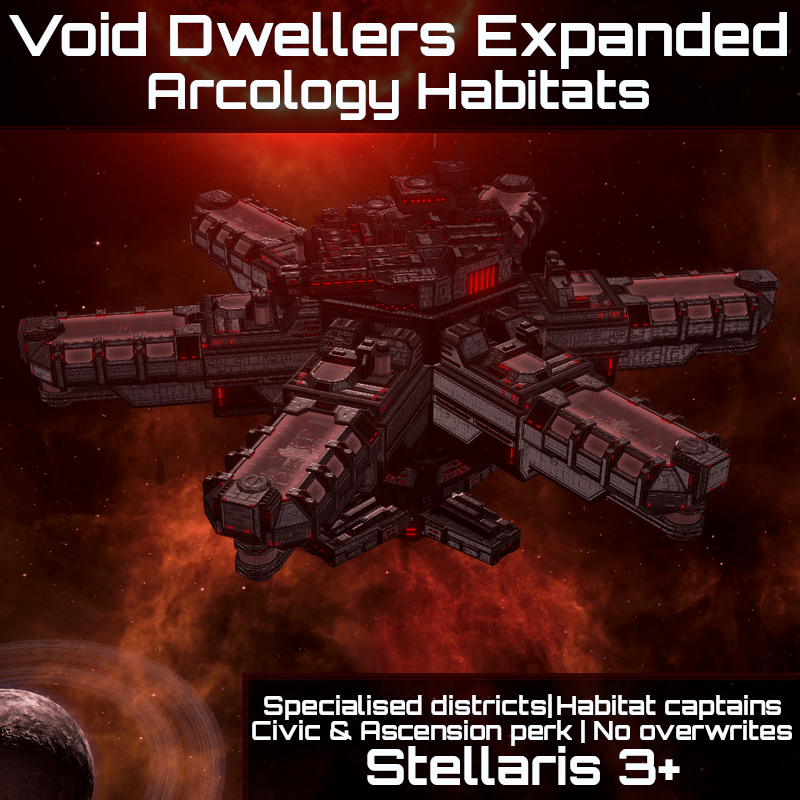 Void Dwellers Expanded
Arcology Habitats
Specialised districts|Habitat captains
Civic & Ascension perk | No overwrites
Stellaris 3+